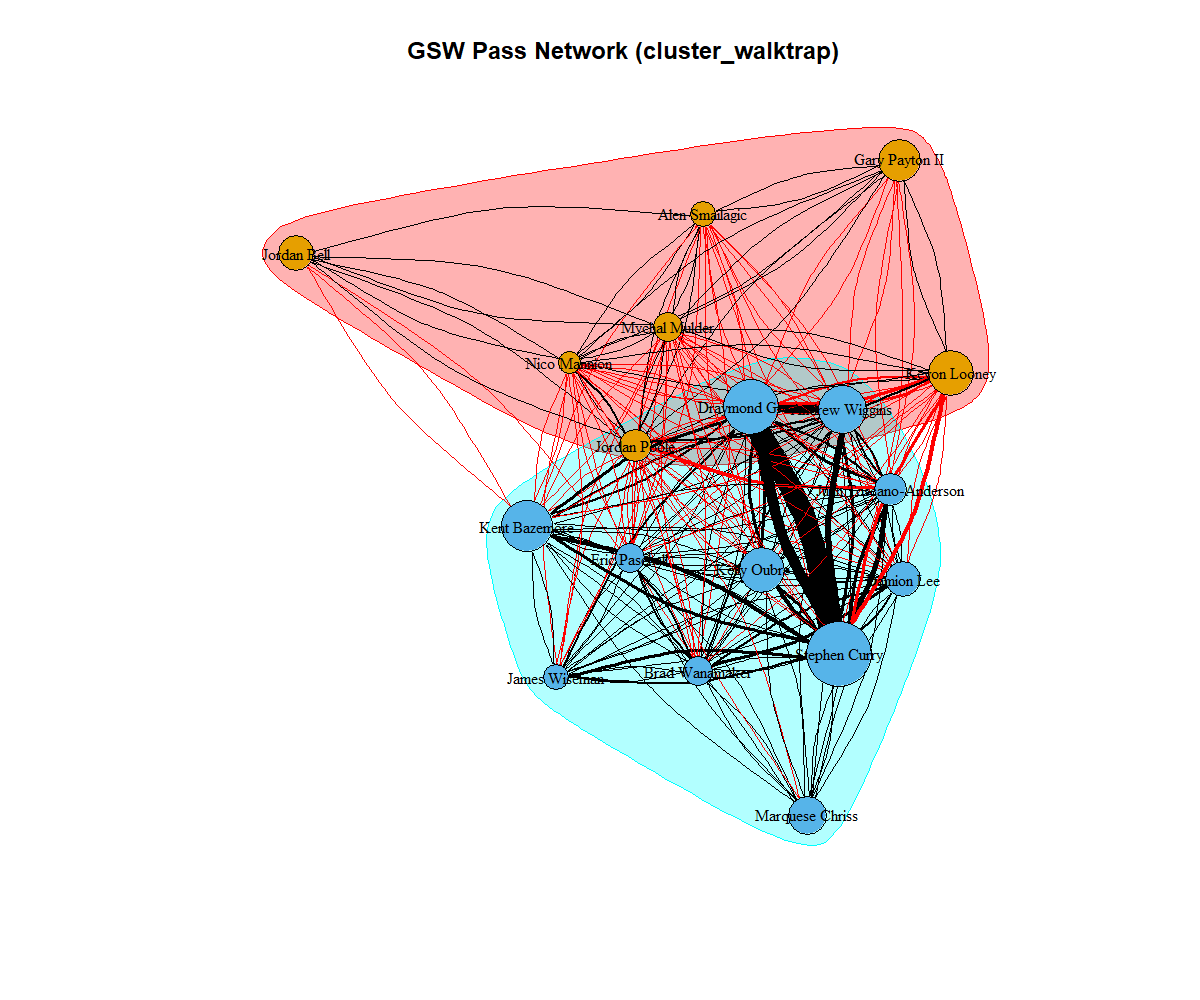 GSW Pass Network (cluster_walktrap)
Gary Payton II
Alen Smailagic
Jordan Bell
Mychal Mulder
Nico Mannion
Kevon Looney
Draymond
Andrew Wiggins
Jordan Poole
Toscano-Anderson
Kent Bazemore
Eric Paschall
Kelly Oubre
Damion Lee
Stephen Curry
James Wiseman
Brad Wanamaker
Marquese Chriss